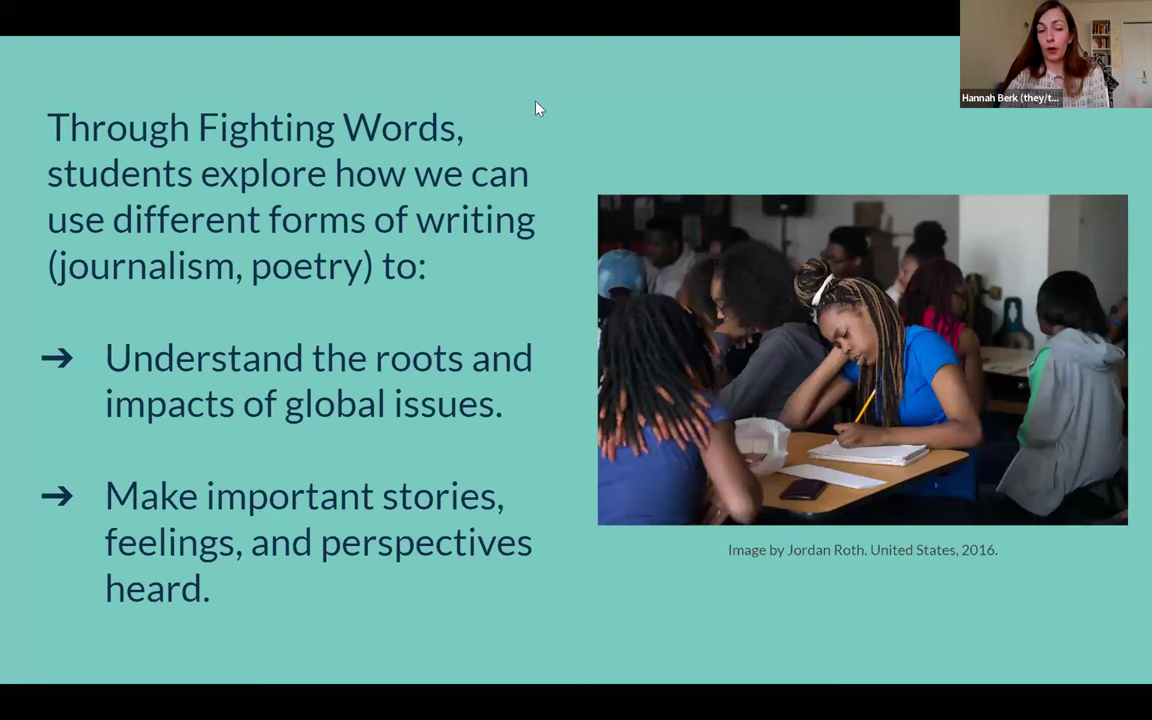 Through Fighting Words,
students explore how we can
use different forms of writing
(journalism, poetry) to:
➔ Understand the roots and
impacts of global issues.
➔ Make important stories,
feelings, and perspectives
heard.
Image by Jordan Roth. United States, 2016.
Hannah Berk (they/t...